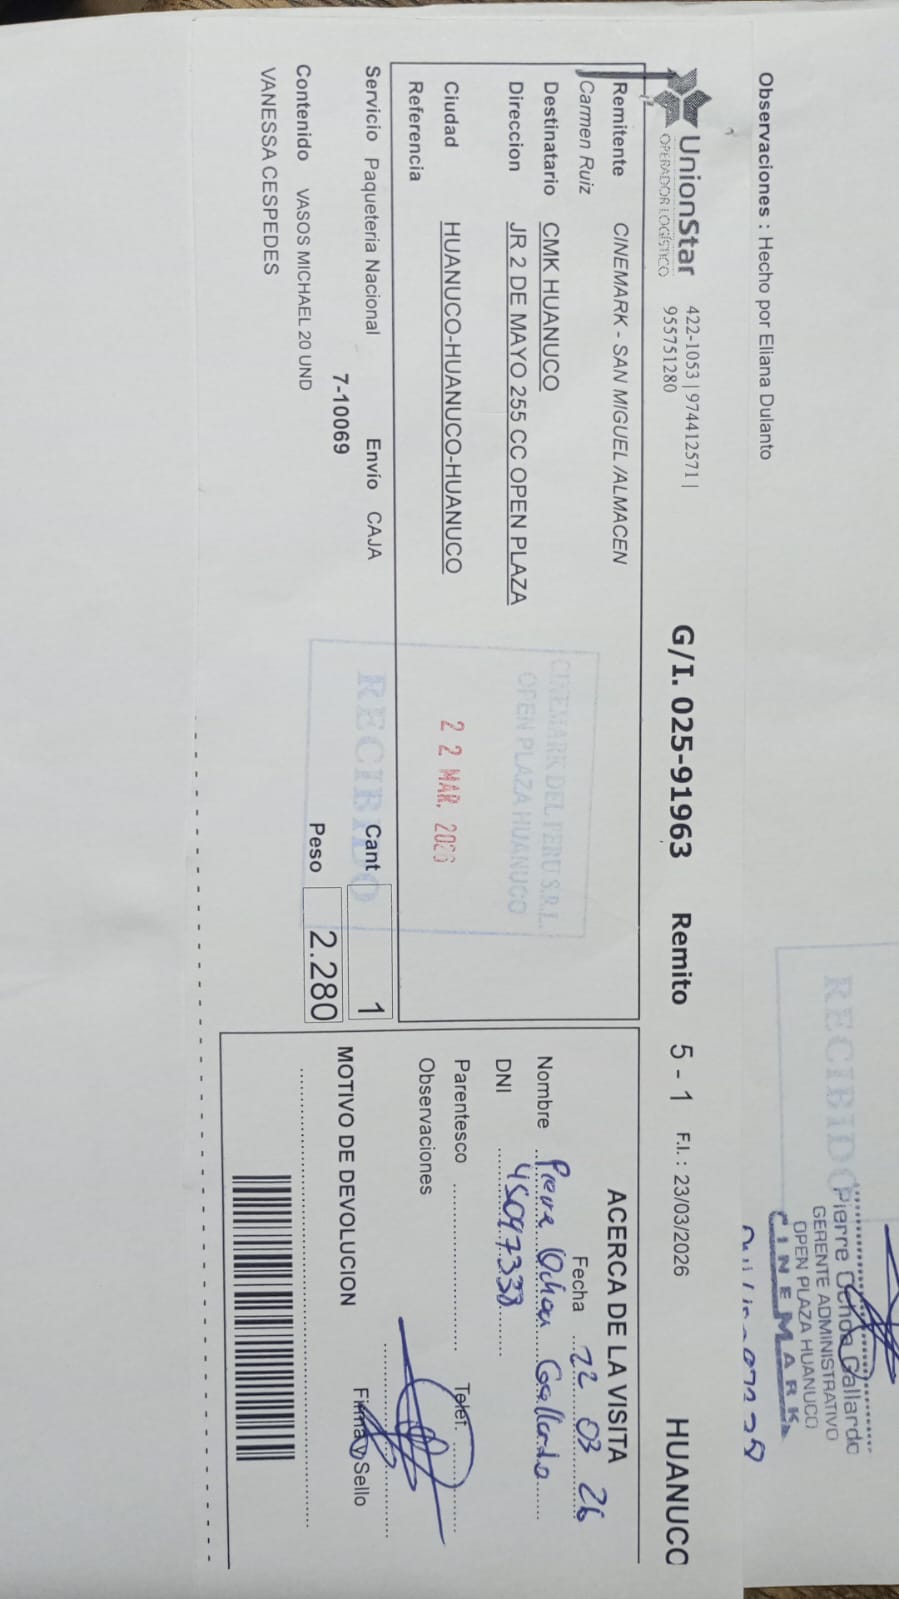 Observaciones : Hecho por Eliana Dulanto
RECIBIDO
Pierre Ochoa Gallardo
GERENTE ADMINISTRATIVO
OPEN PLAZA HUANUCO
CINEMARK
UnionStar
OPERADOR LOGÍSTICO
422-1053 | 974412571 |
955751280
G/I. 025-91963 Remito 5 - 1 F.I. : 23/03/2026 HUANUCO
Remitente CINEMARK - SAN MIGUEL /ALMACEN
Carmen Ruiz
Destinatario CMK HUANUCO
Direccion JR 2 DE MAYO 255 CC OPEN PLAZA
Ciudad HUANUCO-HUANUCO-HUANUCO
Referencia
CINEMARK DEL PERU S.R.L.
OPEN PLAZA HUANUCO
22 MAR. 2026
RECIBIDO
Servicio Paqueteria Nacional Envío CAJA Cant 1
7-10069
Contenido VASOS MICHAEL 20 UND Peso 2.280
VANESSA CESPEDES
ACERCA DE LA VISITA
Fecha 22 03 26
Nombre Pierre Ochoa Gallardo
DNI 45097338
Parentesco Telef.
Observaciones
Firma y Sello
MOTIVO DE DEVOLUCION